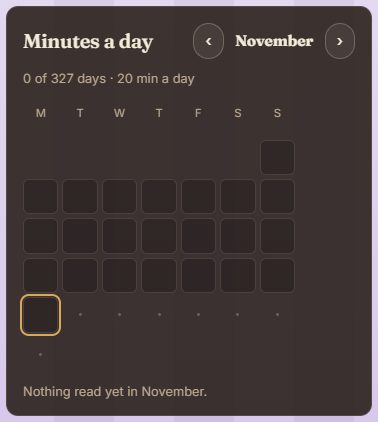 Minutes a day ‹ November ›
0 of 327 days · 20 min a day
M T W T F S S
Nothing read yet in November.